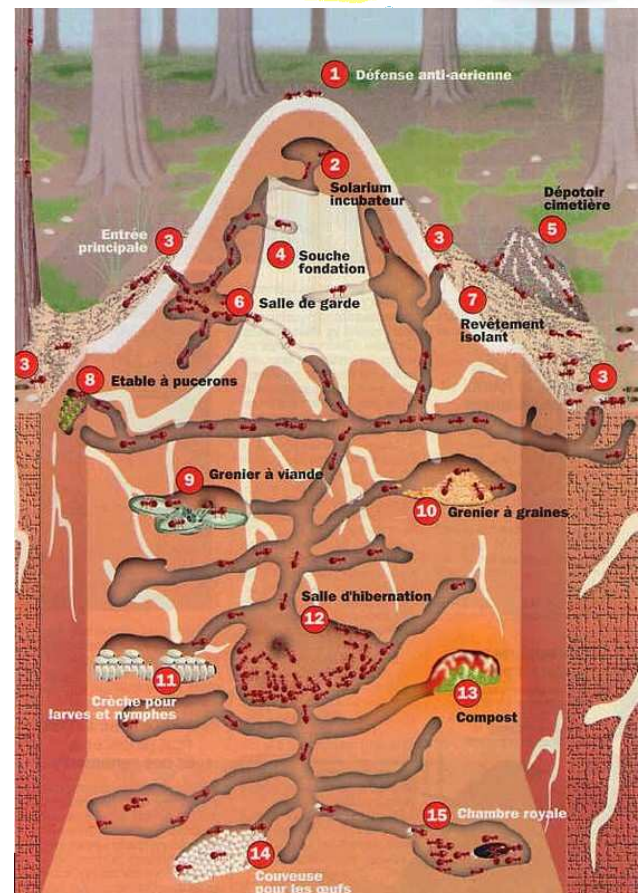 1 Défense anti-aérienne
2
Solarium
incubateur
Dépotoir
cimetière
5
Entrée
principale
3
3
4
Souche
fondation
6 Salle de garde
7
Revêtement
isolant
3
3
8 Etable à pucerons
9 Grenier à viande
10 Grenier à graines
Salle d'hibernation
12
11
Crèche pour
larves et nymphes
13
Compost
15 Chambre royale
14
Couveuse
pour les œufs